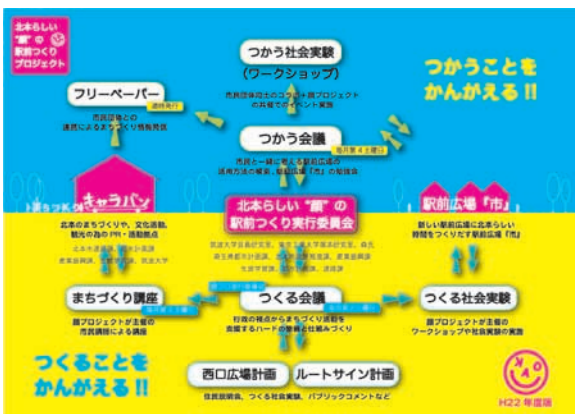 北本らしい
"顔"の
駅前つくり
プロジェクト
つかう社会実験
(ワークショップ)
市民団体同士のコラボ+顔プロジェクト
の共催でのイベント実施
つかうことを
かんがえる!!
フリーペーパー
随時発行
市民団体との
連携によるまちづくり情報発信
つかう会議
毎月第4土曜日
市民と一緒に考える駅前広場の
活用方法の模索、駅前広場『市』の勉強会
キャラバン
北本らしい "顔" の
駅前つくり実行委員会
駅前広場『市』
北本のまちづくりや、文化活動、
観光の為のPR・活動拠点
新しい駅前広場に北本らしい
時間をつくりだす駅前広場『市』
まちづくり講座
顔プロジェクトが主催の
市民講師による講座
つくる会議
行政の視点からまちづくり活動を
支援するハードの整備と仕組みづくり
つくる社会実験
顔プロジェクトが主催の
ワークショップや社会実験の実施
つくることを
かんがえる!!
西口広場計画
ルートサイン計画
住民説明会、つくる社会実験、パブリックコメントなど
KAO
H22年度版